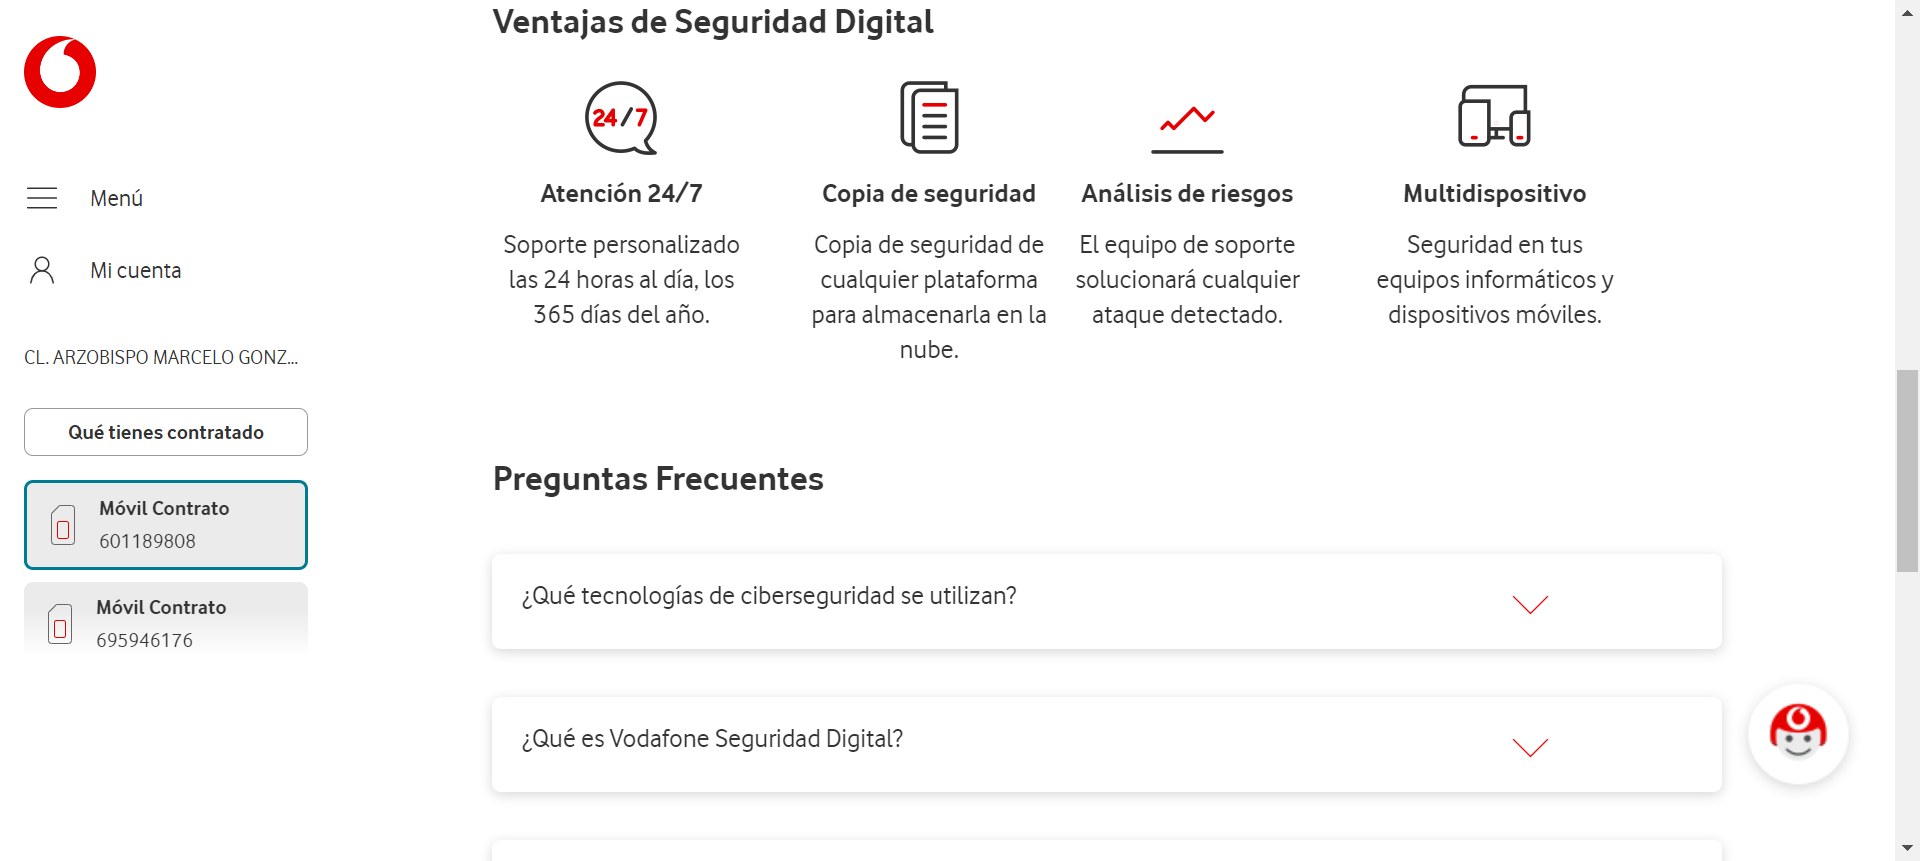 Menú
Mi cuenta
CL. ARZOBISPO MARCELO GONZ...
Qué tienes contratado
Móvil Contrato
601189808
Móvil Contrato
695946176
Ventajas de Seguridad Digital
24/7
Atención 24/7
Soporte personalizado
las 24 horas al día, los
365 días del año.
Copia de seguridad
Copia de seguridad de
cualquier plataforma
para almacenarla en la
nube.
Análisis de riesgos
El equipo de soporte
solucionará cualquier
ataque detectado.
Multidispositivo
Seguridad en tus
equipos informáticos y
dispositivos móviles.
Preguntas Frecuentes
¿Qué tecnologías de ciberseguridad se utilizan?
¿Qué es Vodafone Seguridad Digital?